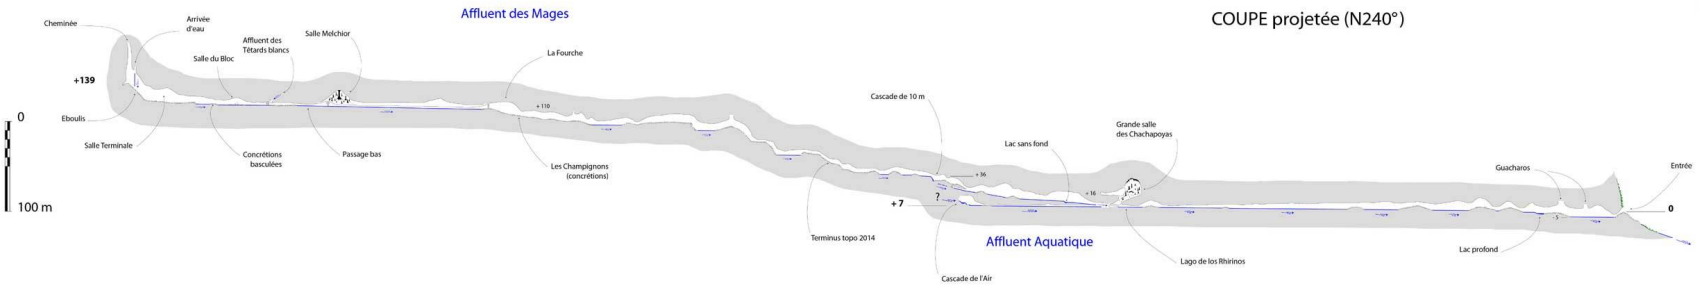 Affluent des Mages
COUPE projetée (N240°)
Cheminée
Arrivée
d'eau
Affluent des
Têtards blancs
Salle Melchior
Salle du Bloc
La Fourche
+139
+ 110
Cascade de 10 m
Grande salle
des Chachapoyas
Lac sans fond
Guacharos
Entrée
0
Eboulis
Salle Terminale
Concrétions
basculées
Passage bas
Les Champignons
(concrétions)
+ 36
+ 16
?
+ 7
0
- 5
100 m
Terminus topo 2014
Affluent Aquatique
Lac profond
Lago de los Rhirinos
Cascade de l'Air